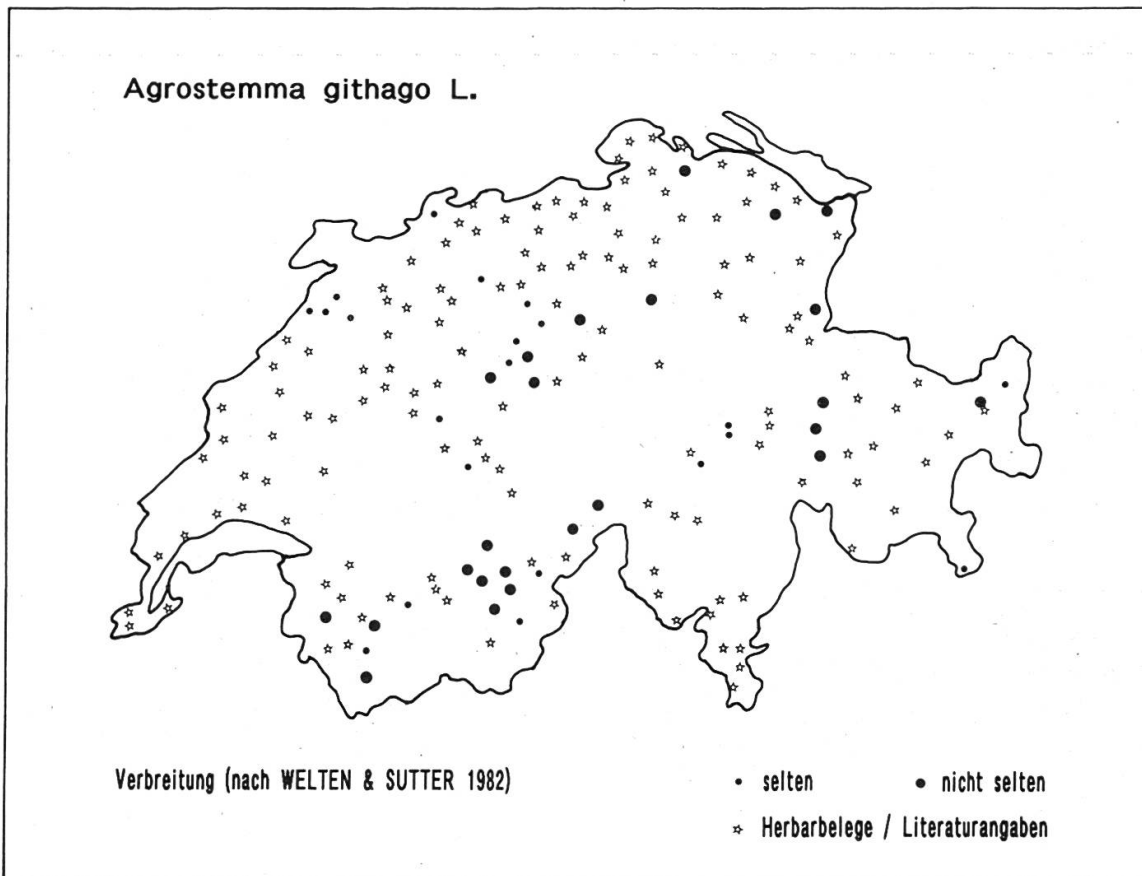 Agrostemma githago L.
Verbreitung (nach WELTEN & SUTTER 1982)
• selten ● nicht selten
☆ Herbarbelege / Literaturangaben